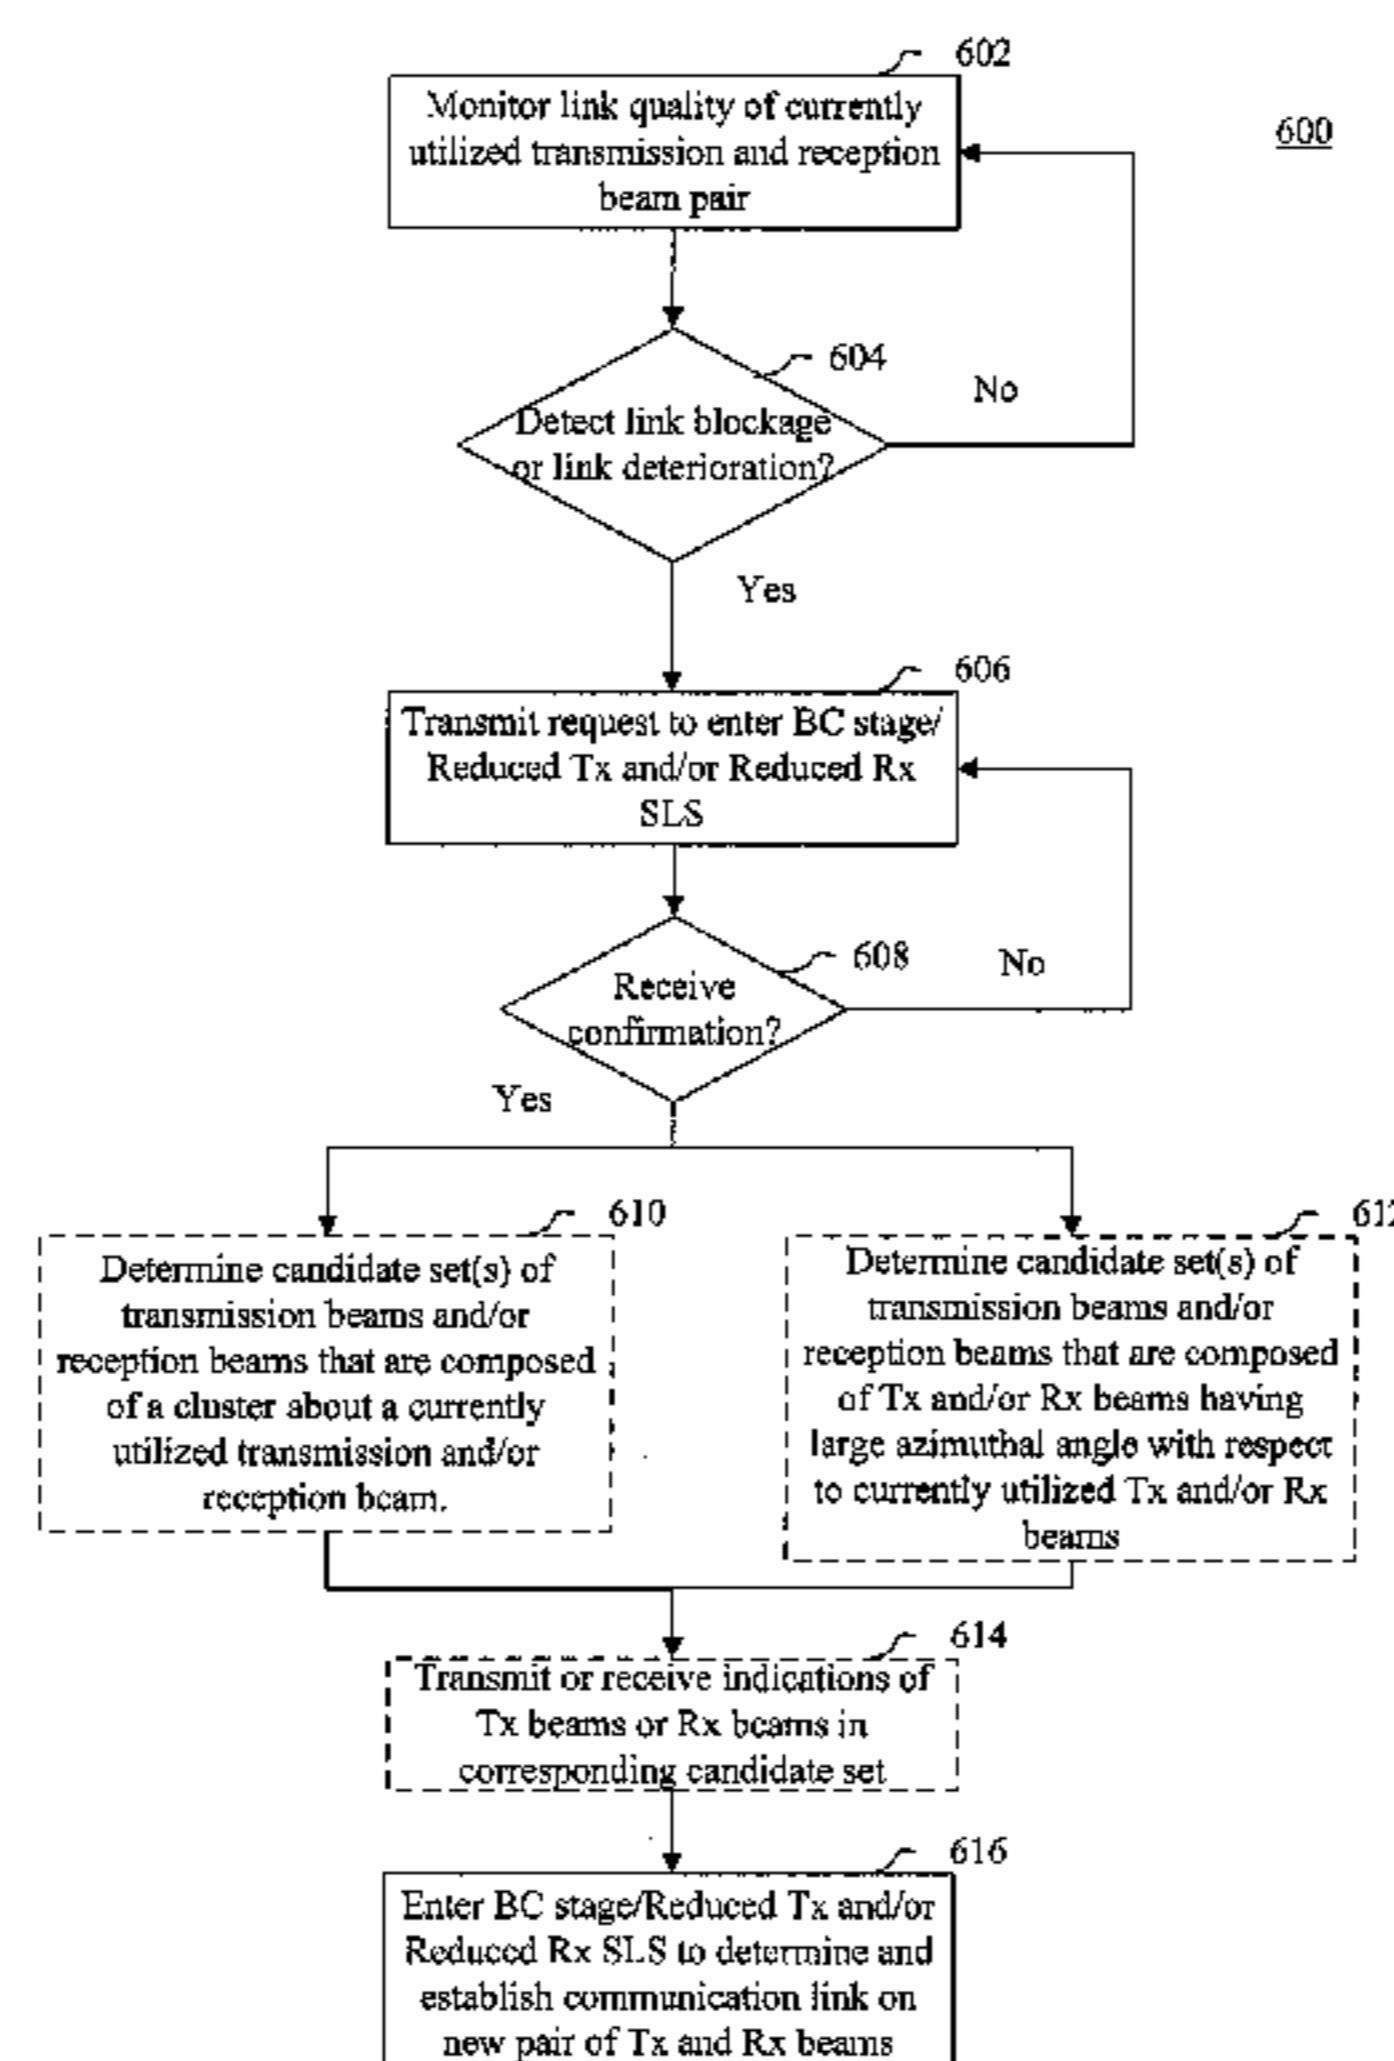 602
600
Monitor link quality of currently
utilized transmission and reception
beam pair
604
No
Detect link blockage
or link deterioration?
Yes
606
Transmit request to enter BC stage/
Reduced Tx and/or Reduced Rx
SLS
608
No
Receive
confirmation?
Yes
610
Determine candidate set(s) of
transmission beams and/or
reception beams that are composed
of a cluster about a currently
utilized transmission and/or
reception beam.
612
Determine candidate set(s) of
transmission beams and/or
reception beams that are composed
of Tx and/or Rx beams having
large azimuthal angle with respect
to currently utilized Tx and/or Rx
beams
614
Transmit or receive indications of
Tx beams or Rx beams in
corresponding candidate set
616
Enter BC stage/Reduced Tx and/or
Reduced Rx SLS to determine and
establish communication link on
new pair of Tx and Rx beams